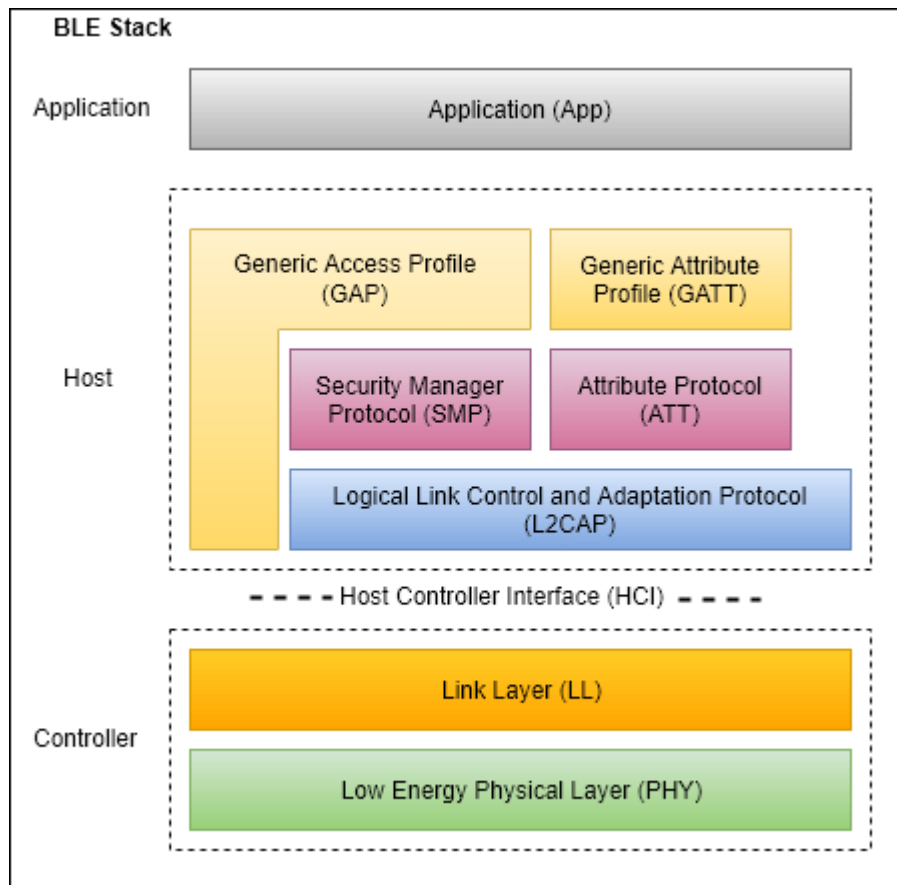 BLE Stack
Application
Application (App)
Host
Generic Access Profile
(GAP)
Generic Attribute
Profile (GATT)
Security Manager
Protocol (SMP)
Attribute Protocol
(ATT)
Logical Link Control and Adaptation Protocol
(L2CAP)
Host Controller Interface (HCI)
Controller
Link Layer (LL)
Low Energy Physical Layer (PHY)